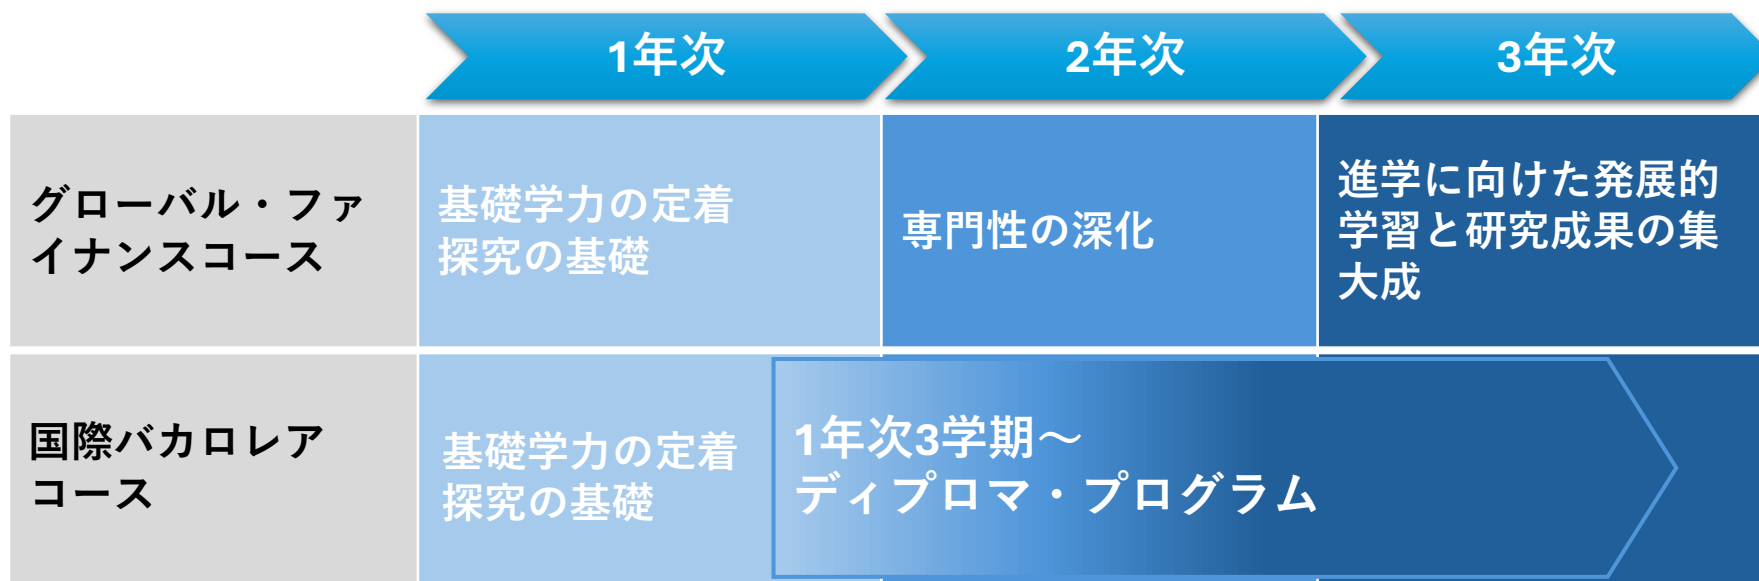 1年次
2年次
3年次
グローバル・ファ
イナンスコース
基礎学力の定着
探究の基礎
専門性の深化
進学に向けた発展的
学習と研究成果の集
大成
国際バカロレア
コース
基礎学力の定着
探究の基礎
1年次3学期～
ディプロマ・プログラム